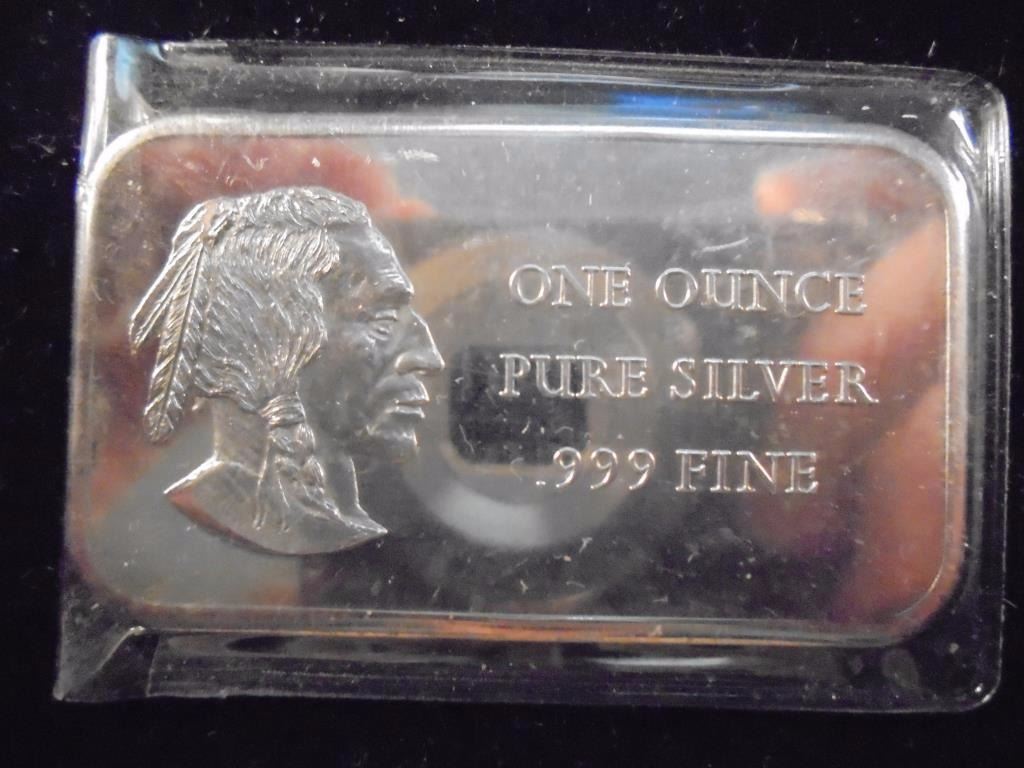 ONE OUNCE
PURE SILVER
.999 FINE